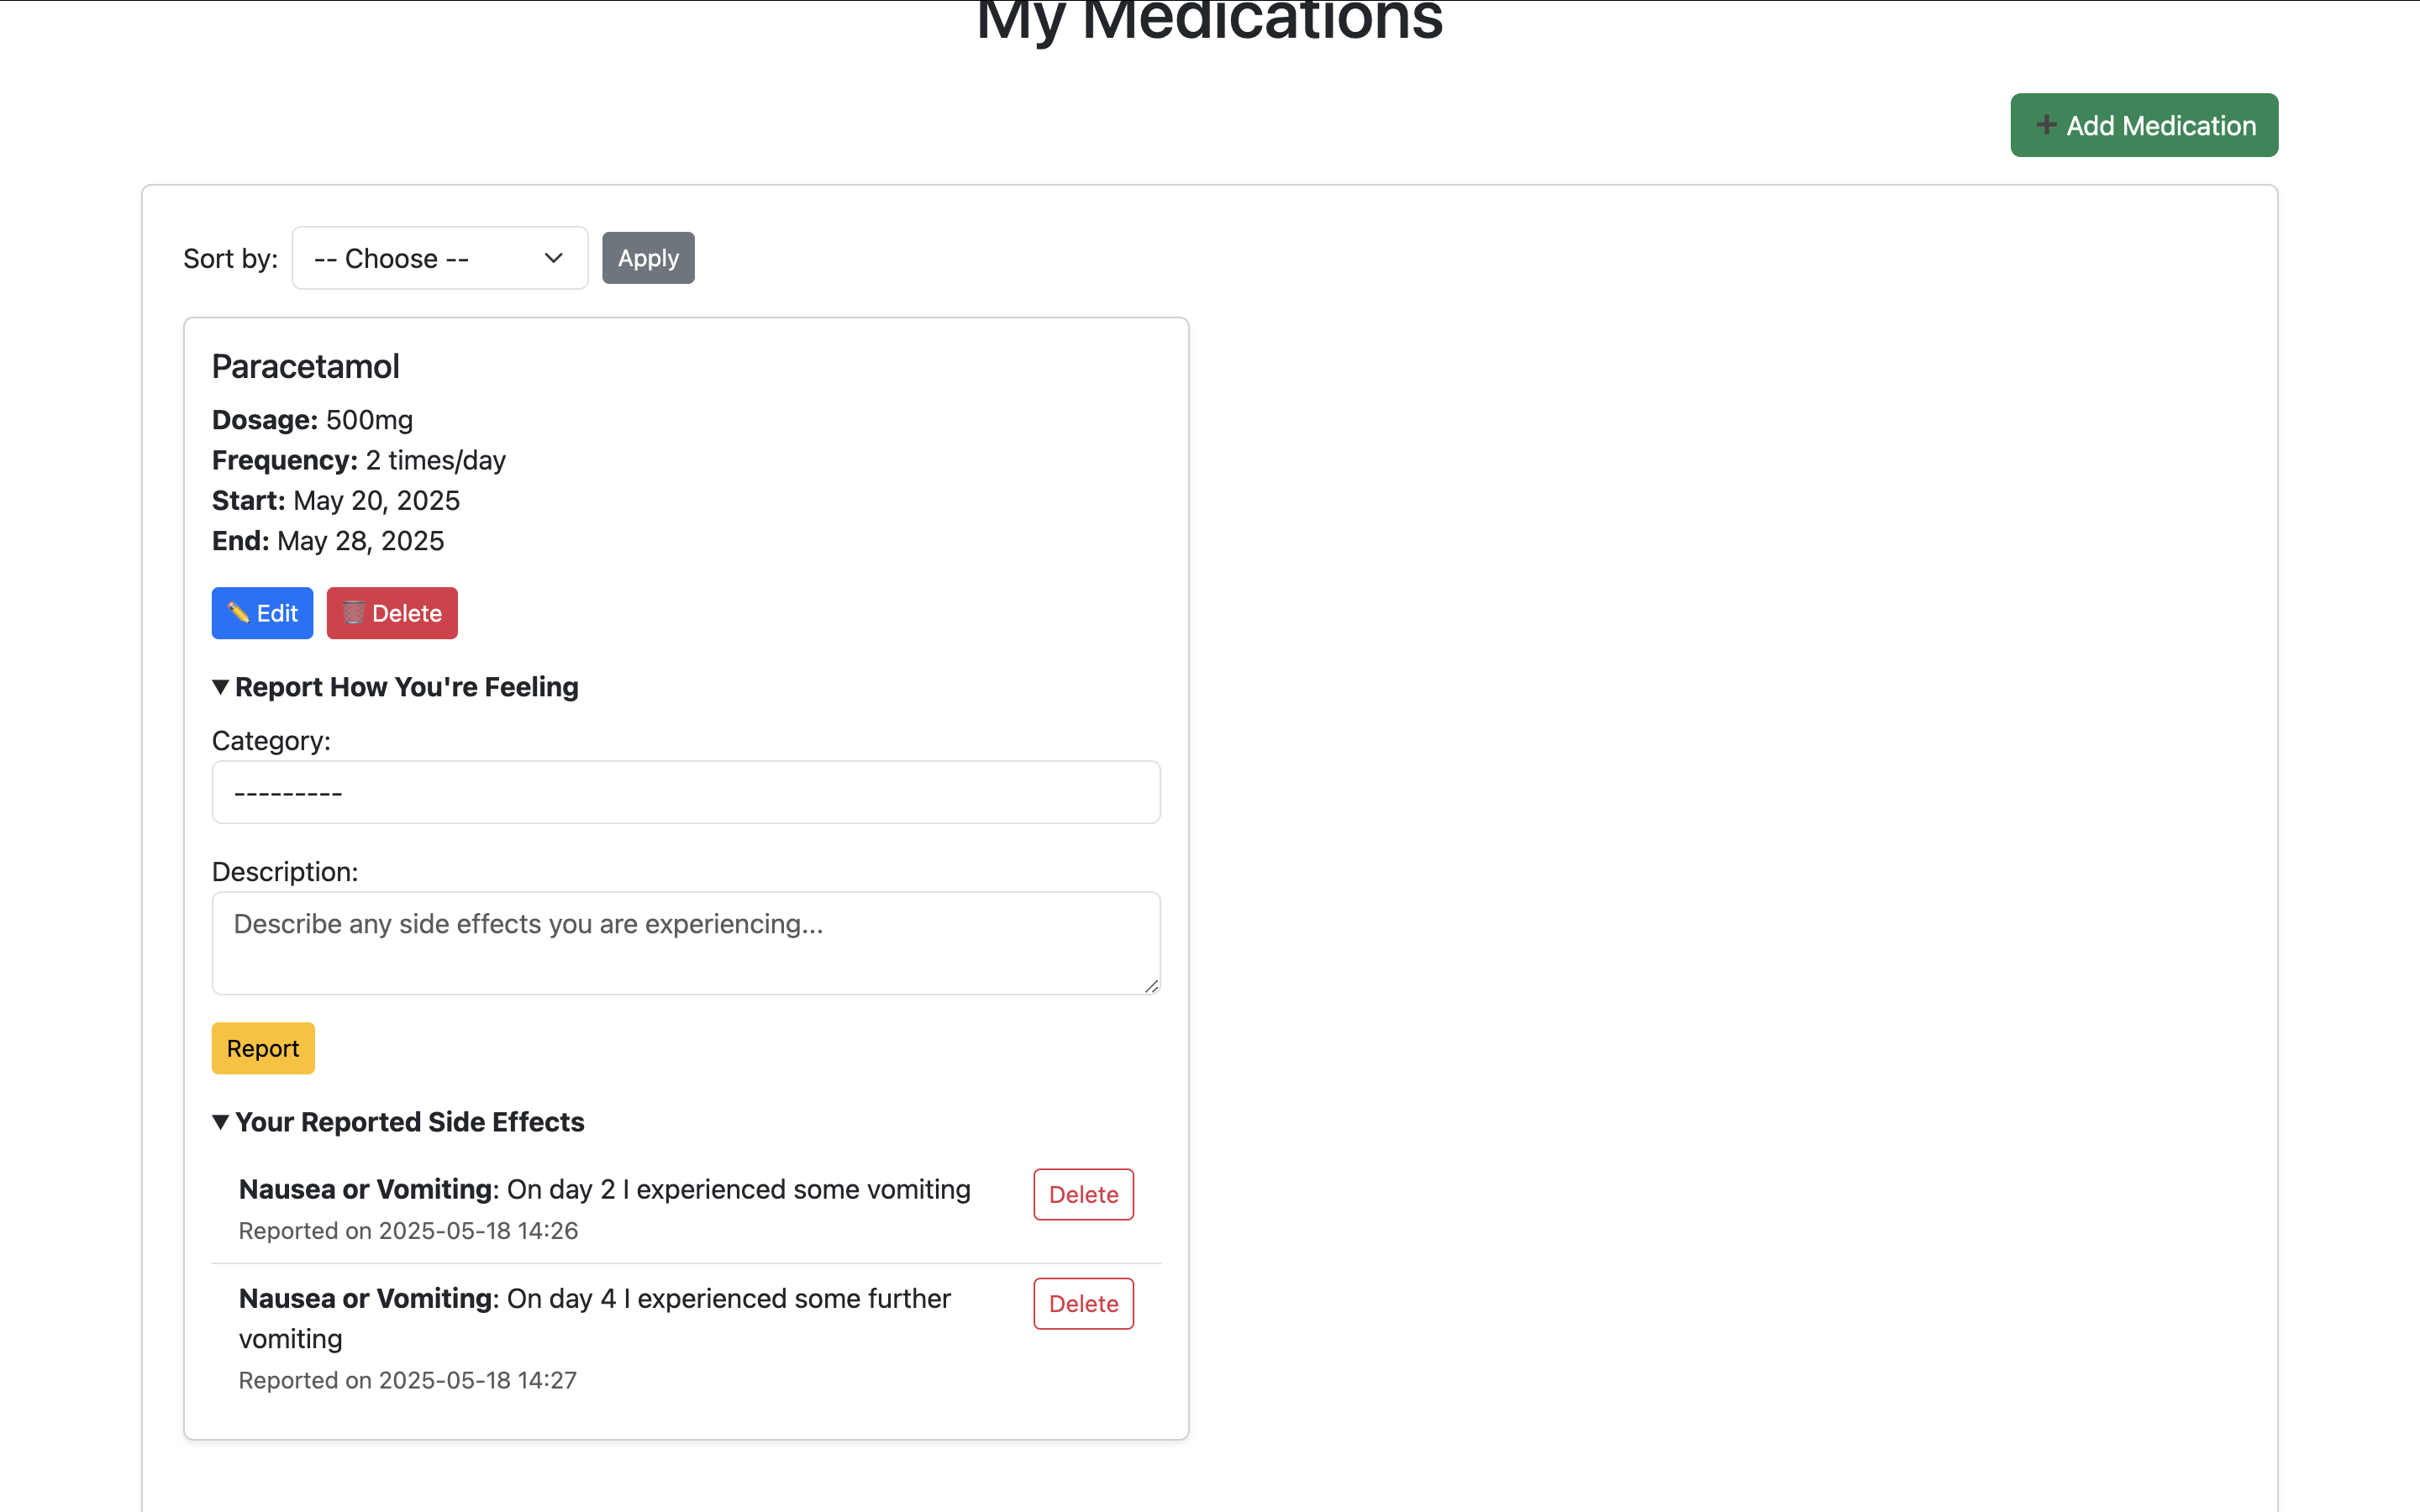 My Medications
➕ Add Medication
Sort by: -- Choose -- Apply
Paracetamol
Dosage: 500mg
Frequency: 2 times/day
Start: May 20, 2025
End: May 28, 2025
✏️ Edit 🗑️ Delete
▼ Report How You're Feeling
Category:
---------
Description:
Describe any side effects you are experiencing...
Report
▼ Your Reported Side Effects
Nausea or Vomiting: On day 2 I experienced some vomiting Delete
Reported on 2025-05-18 14:26
Nausea or Vomiting: On day 4 I experienced some further Delete
vomiting
Reported on 2025-05-18 14:27